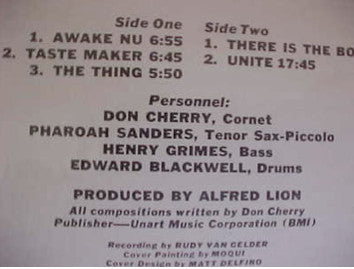 Side One
1. AWAKE NU 6:55
2. TASTE MAKER 6:45
3. THE THING 5:50
Side Two
1. THERE IS THE BO
2. UNITE 17:45
Personnel:
DON CHERRY, Cornet
PHAROAH SANDERS, Tenor Sax-Piccolo
HENRY GRIMES, Bass
EDWARD BLACKWELL, Drums
PRODUCED BY ALFRED LION
All compositions written by Don Cherry
Publisher—Unart Music Corporation (BMI)
Recording by RUDY VAN GELDER
Cover Painting by MOQUI
Cover Design by MATT DELFINO